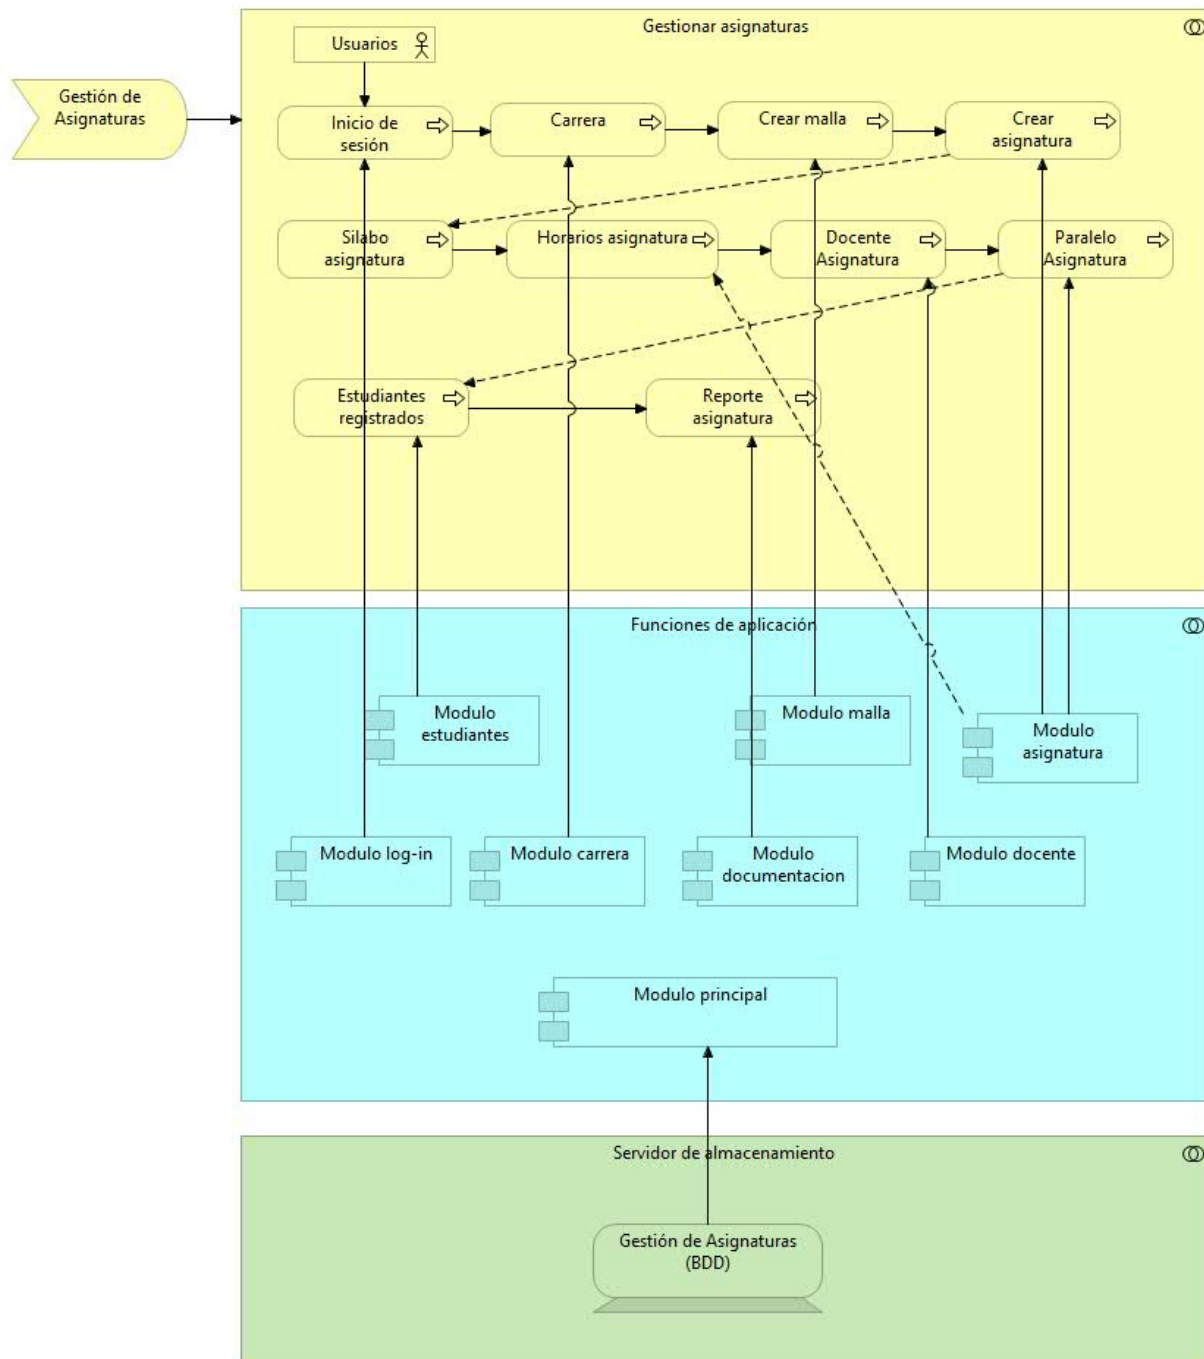 Gestionar asignaturas
Usuarios
Gestión de
Asignaturas
Inicio de
sesión
Carrera
Crear malla
Crear
asignatura
Silabo
asignatura
Horarios asignatura
Docente
Asignatura
Paralelo
Asignatura
Estudiantes
registrados
Reporte
asignatura
Funciones de aplicación
Modulo
estudiantes
Modulo malla
Modulo
asignatura
Modulo log-in
Modulo carrera
Modulo
documentacion
Modulo docente
Modulo principal
Servidor de almacenamiento
Gestión de Asignaturas
(BDD)